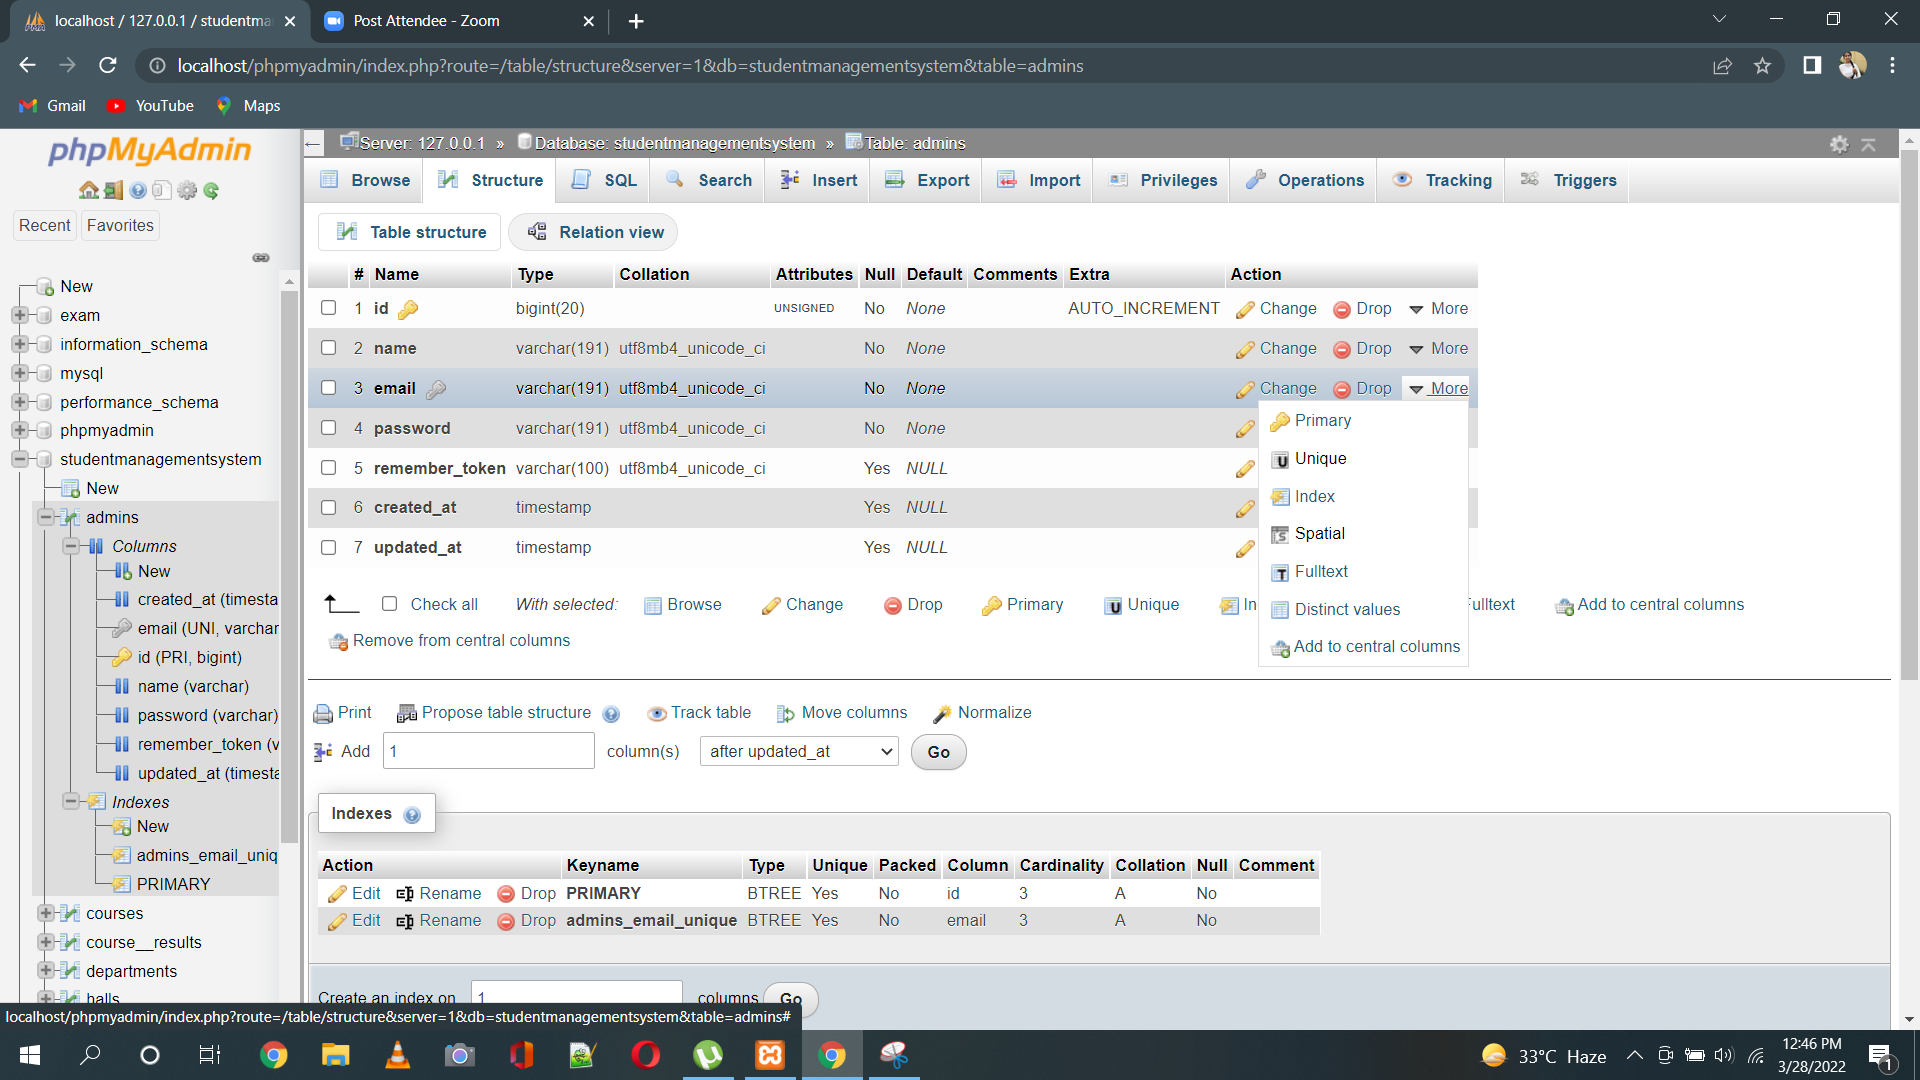 localhost / 127.0.0.1 / studentma
Post Attendee - Zoom
localhost/phpmyadmin/index.php?route=/table/structure&server=1&db=studentmanagementsystem&table=admins
Gmail YouTube Maps
phpMyAdmin
Recent Favorites
New
exam
information_schema
mysql
performance_schema
phpmyadmin
studentmanagementsystem
New
admins
Columns
New
created_at (timesta
email (UNI, varchar
id (PRI, bigint)
name (varchar)
password (varchar)
remember_token (v
updated_at (timesta
Indexes
New
admins_email_uniq
PRIMARY
courses
course__results
departments
halls
Server: 127.0.0.1 » Database: studentmanagementsystem » Table: admins
Browse Structure SQL Search Insert Export Import Privileges Operations Tracking Triggers
Table structure Relation view
# Name Type Collation Attributes Null Default Comments Extra Action
1 id bigint(20) UNSIGNED No None AUTO_INCREMENT Change Drop More
2 name varchar(191) utf8mb4_unicode_ci No None Change Drop More
3 email varchar(191) utf8mb4_unicode_ci No None Change Drop More
4 password varchar(191) utf8mb4_unicode_ci No None
5 remember_token varchar(100) utf8mb4_unicode_ci Yes NULL
6 created_at timestamp Yes NULL
7 updated_at timestamp Yes NULL
Primary
Unique
Index
Spatial
Fulltext
Distinct values
Add to central columns
Check all With selected: Browse Change Drop Primary Unique In Fulltext Add to central columns
Remove from central columns
Print Propose table structure Track table Move columns Normalize
Add 1 column(s) after updated_at Go
Indexes
Action Keyname Type Unique Packed Column Cardinality Collation Null Comment
Edit Rename Drop PRIMARY BTREE Yes No id 3 A No
Edit Rename Drop admins_email_unique BTREE Yes No email 3 A No
Create an index on 1 columns Go
localhost/phpmyadmin/index.php?route=/table/structure&server=1&db=studentmanagementsystem&table=admins#
33°C Haze
12:46 PM
3/28/2022
1